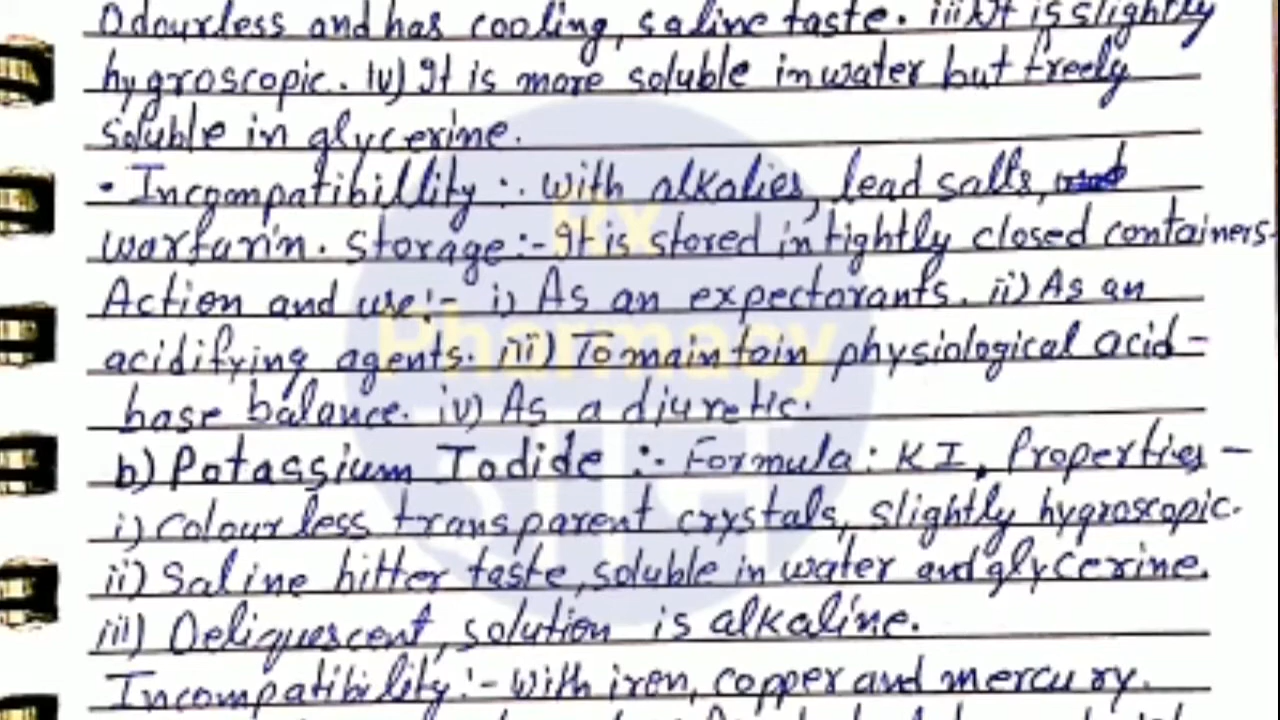 Odourless and has cooling, saline taste. iii) It is slightly
hygroscopic. iv) It is more soluble in water but freely
soluble in glycerine.
• Incompatibillity :- With alkalies, lead salts,
warfarin. Storage :- It is stored in tightly closed containers.
Action and use :- i) As an expectorants. ii) As an
acidifying agents. iii) To maintain physiological acid-
base balance. iv) As a diuretic.
b) Potassium Iodide :- Formula : KI. Properties -
i) Colourless transparent crystals, slightly hygroscopic.
ii) Saline bitter taste, soluble in water and glycerine.
iii) Deliquescent, solution is alkaline.
Incompatibility :- With iron, copper and mercury.
Rx
Pharmacy